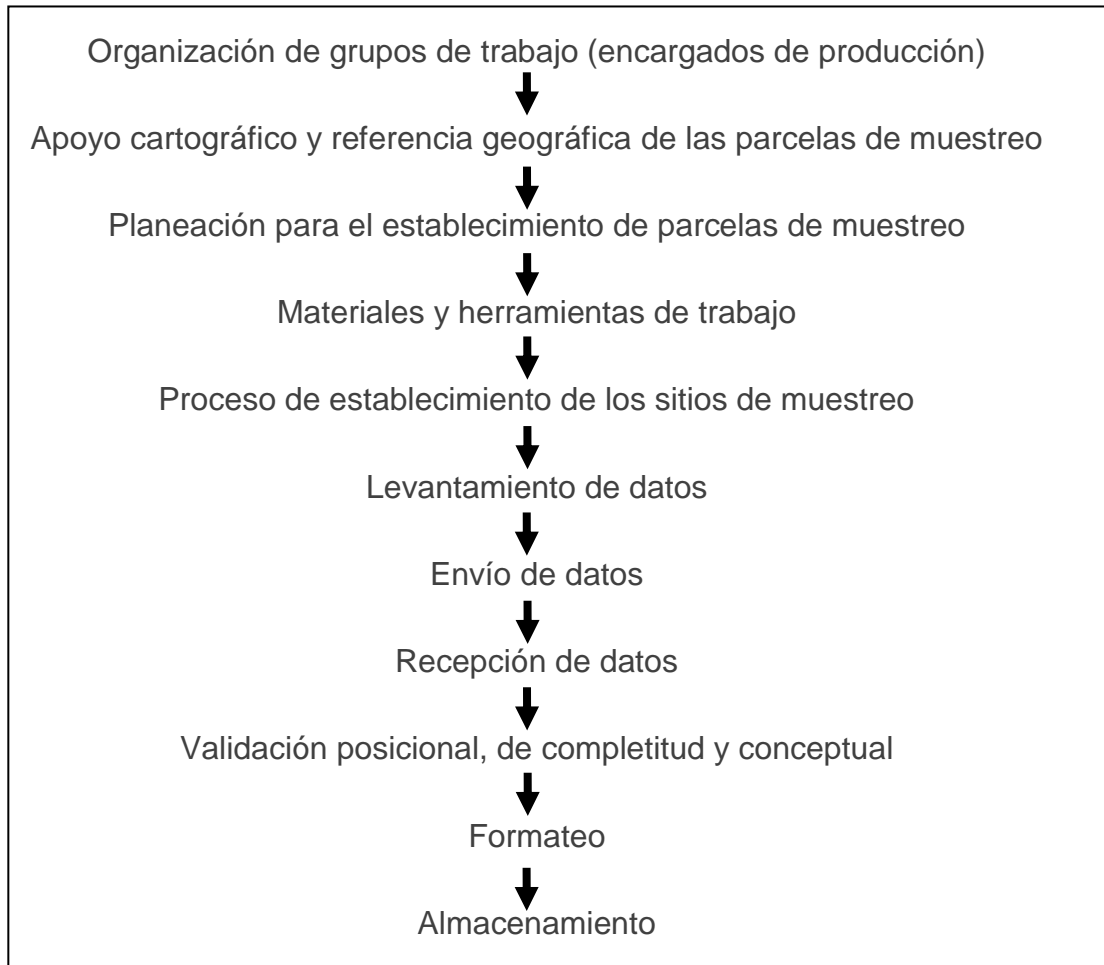 Organización de grupos de trabajo (encargados de producción)
Apoyo cartográfico y referencia geográfica de las parcelas de muestreo
Planeación para el establecimiento de parcelas de muestreo
Materiales y herramientas de trabajo
Proceso de establecimiento de los sitios de muestreo
Levantamiento de datos
Envío de datos
Recepción de datos
Validación posicional, de completitud y conceptual
Formateo
Almacenamiento